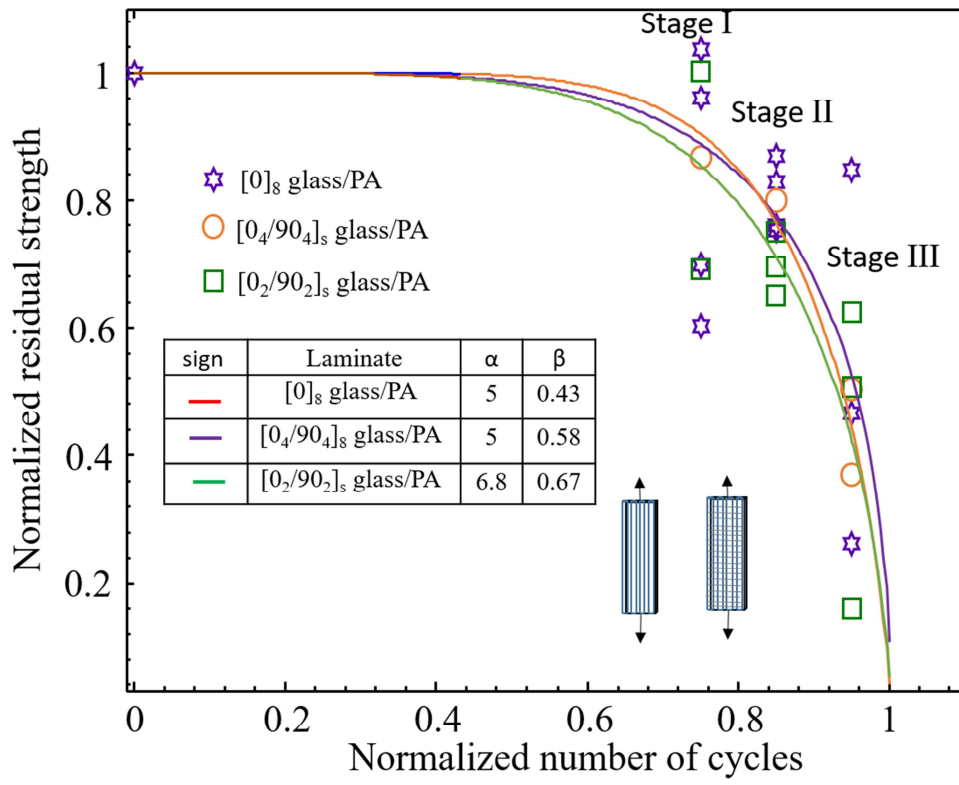 Stage I
1
Stage II
[0]₈ glass/PA
0.8
[0₄/90₄]ₛ glass/PA
Stage III
[0₂/90₂]ₛ glass/PA
0.6
sign Laminate α β
[0]₈ glass/PA 5 0.43
[0₄/90₄]₈ glass/PA 5 0.58
0.4
[0₂/90₂]ₛ glass/PA 6.8 0.67
0.2
Normalized residual strength
0 0.2 0.4 0.6 0.8 1
Normalized number of cycles